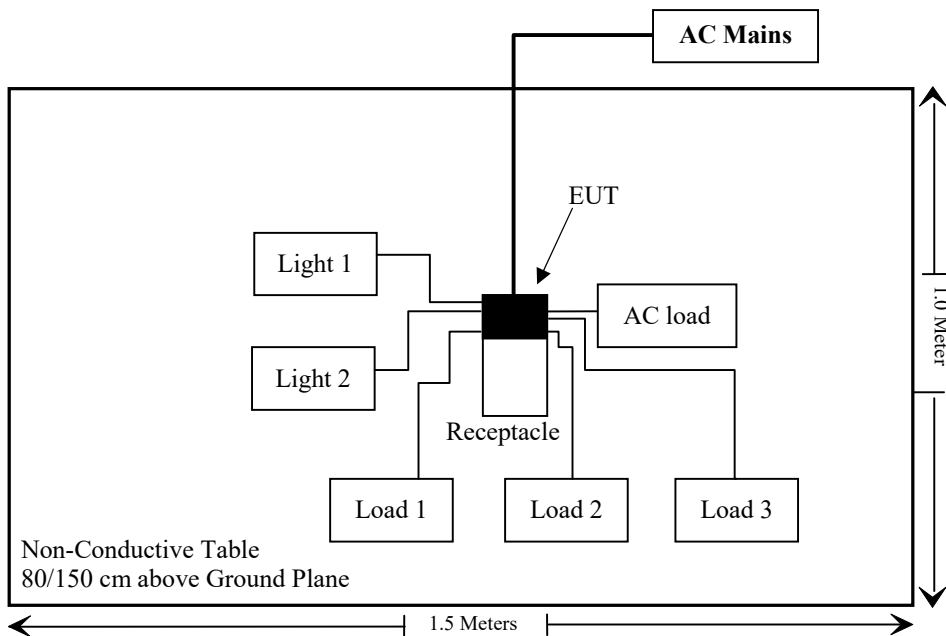 AC Mains
EUT
Light 1
AC load
1.0 Meter
Light 2
Receptacle
Load 1
Load 2
Load 3
Non-Conductive Table
80/150 cm above Ground Plane
1.5 Meters